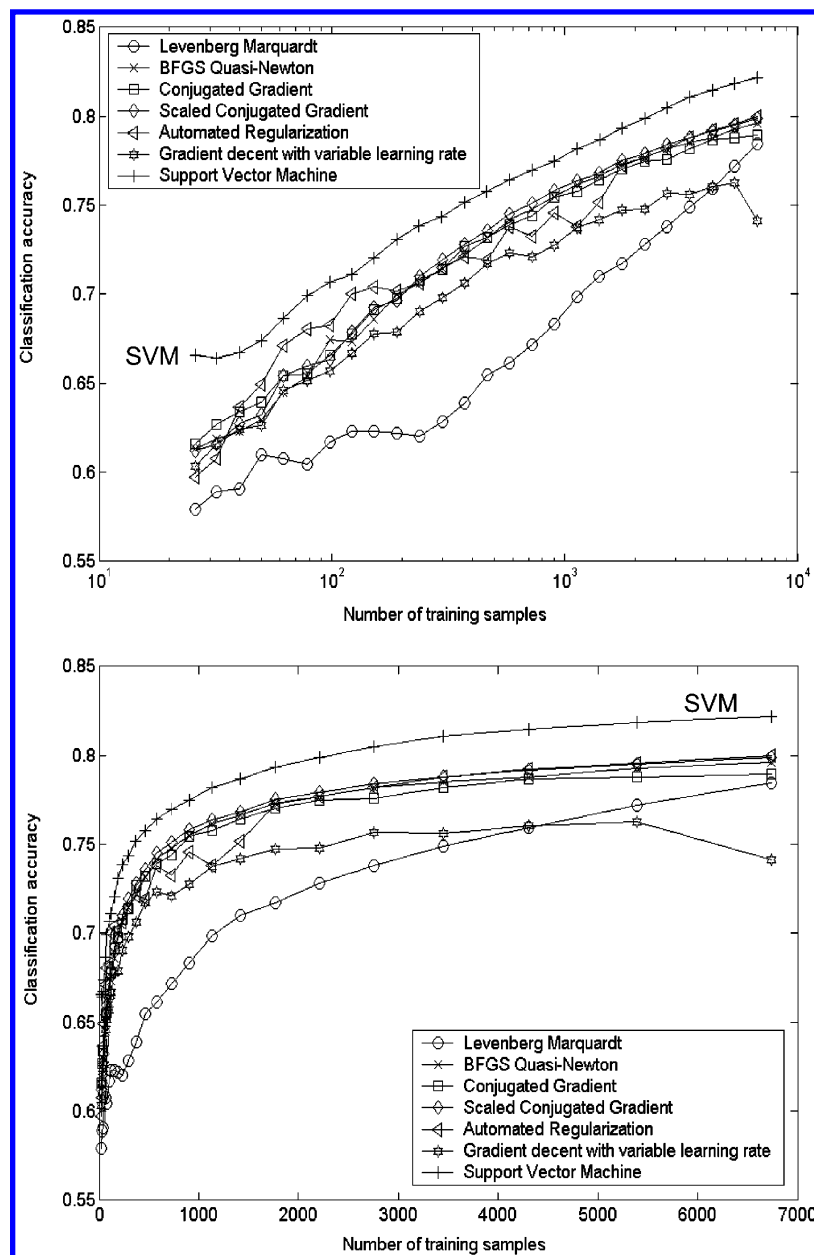 0.85
Levenberg Marquardt
BFGS Quasi-Newton
Conjugated Gradient
Scaled Conjugated Gradient
Automated Regularization
Gradient decent with variable learning rate
Support Vector Machine
0.8
0.75
0.7
0.65
0.6
0.55
Classification accuracy
SVM
10^1
10^2
10^3
10^4
Number of training samples
0.85
0.8
0.75
0.7
0.65
0.6
0.55
Classification accuracy
SVM
Levenberg Marquardt
BFGS Quasi-Newton
Conjugated Gradient
Scaled Conjugated Gradient
Automated Regularization
Gradient decent with variable learning rate
Support Vector Machine
0 1000 2000 3000 4000 5000 6000 7000
Number of training samples